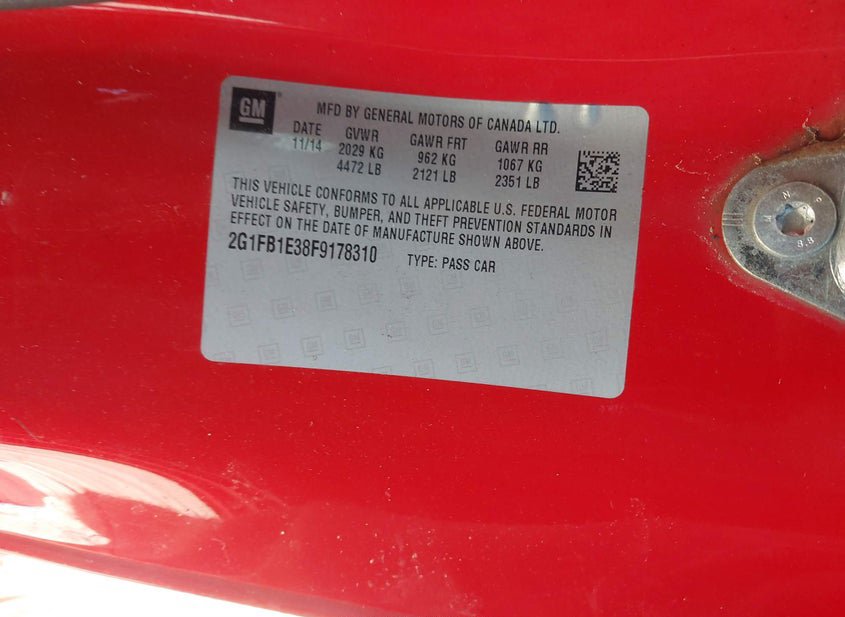 GM
MFD BY GENERAL MOTORS OF CANADA LTD.
DATE GVWR GAWR FRT GAWR RR
11/14 2029 KG 962 KG 1067 KG
4472 LB 2121 LB 2351 LB
THIS VEHICLE CONFORMS TO ALL APPLICABLE U.S. FEDERAL MOTOR
VEHICLE SAFETY, BUMPER, AND THEFT PREVENTION STANDARDS IN
EFFECT ON THE DATE OF MANUFACTURE SHOWN ABOVE.
2G1FB1E38F9178310 TYPE: PASS CAR
8.8